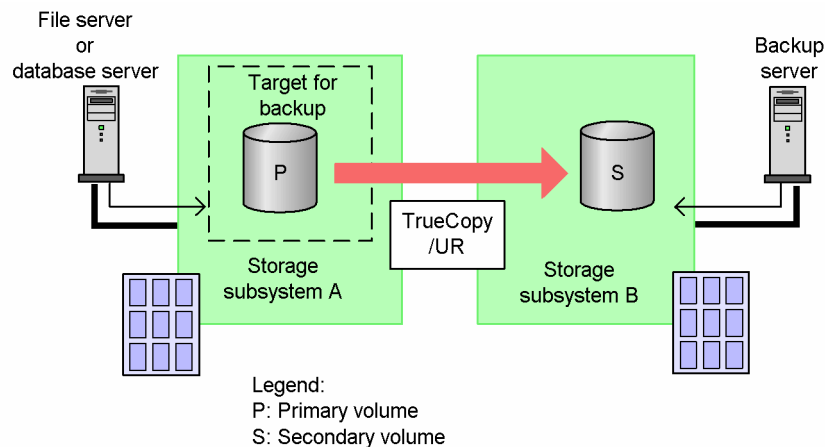 File server
or
database server
Target for
backup
P
Storage
subsystem A
TrueCopy
/UR
S
Storage
subsystem B
Backup
server
Legend:
P: Primary volume
S: Secondary volume